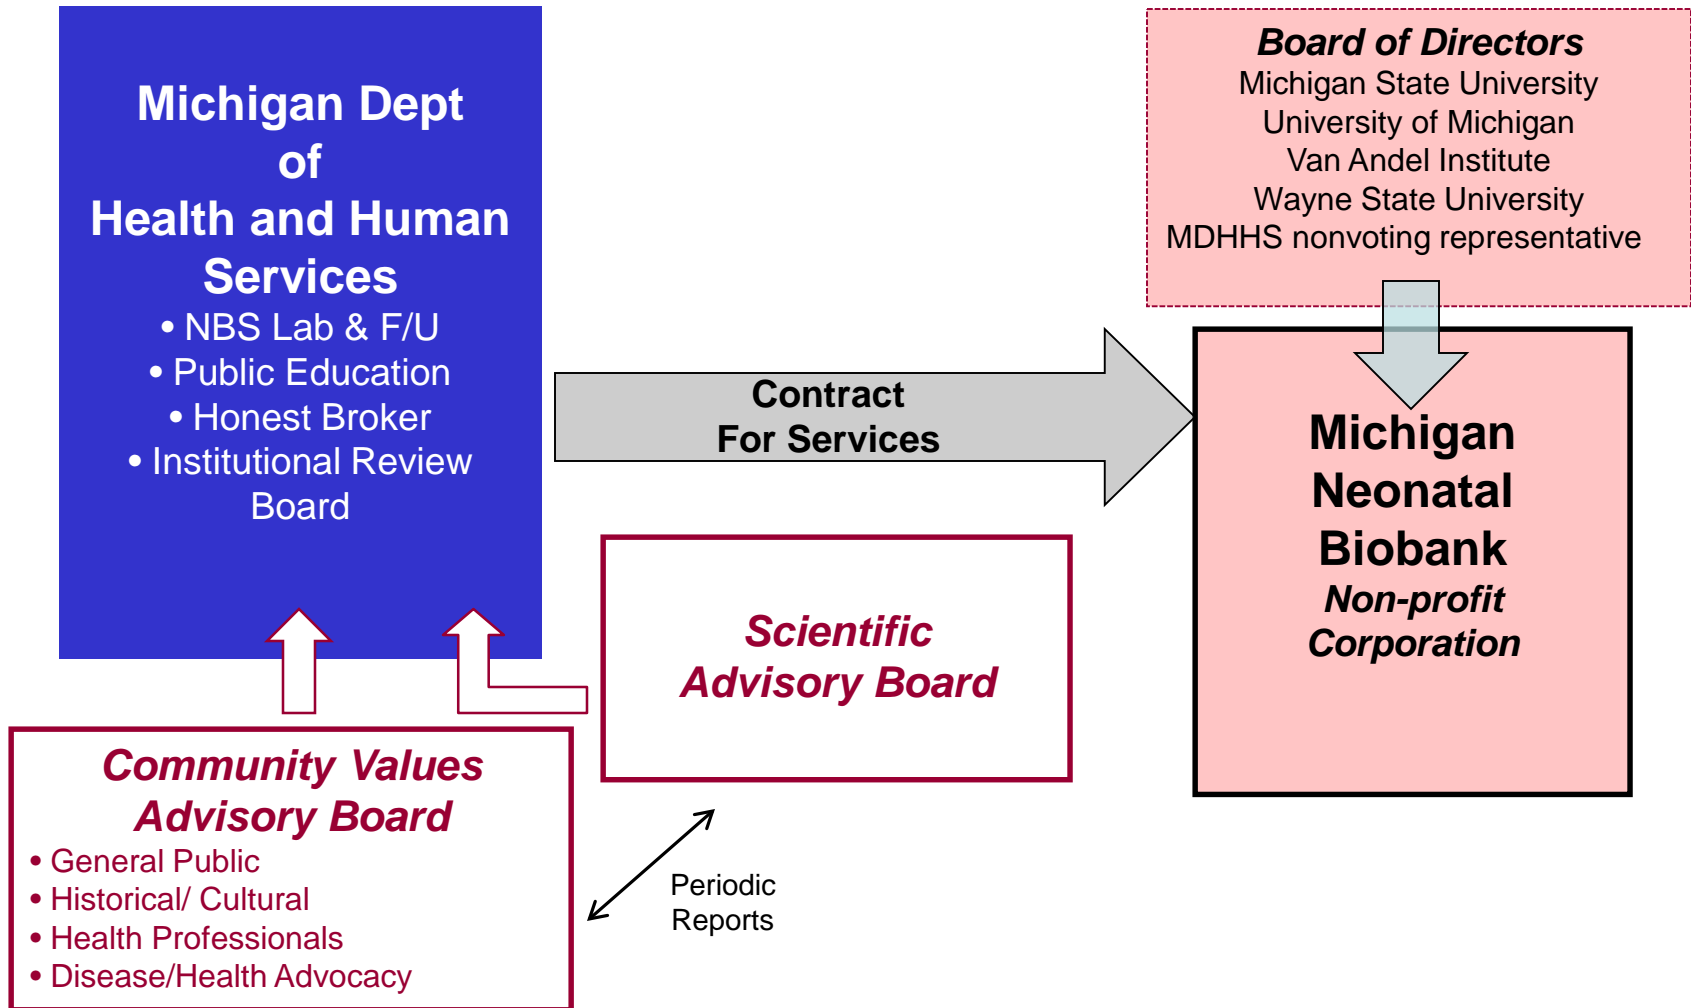 Michigan Dept
of
Health and Human
Services
• NBS Lab & F/U
• Public Education
• Honest Broker
• Institutional Review
Board
Contract
For Services
Board of Directors
Michigan State University
University of Michigan
Van Andel Institute
Wayne State University
MDHHS nonvoting representative
Michigan
Neonatal
Biobank
Non-profit
Corporation
Scientific
Advisory Board
Community Values
Advisory Board
• General Public
• Historical/ Cultural
• Health Professionals
• Disease/Health Advocacy
Periodic
Reports